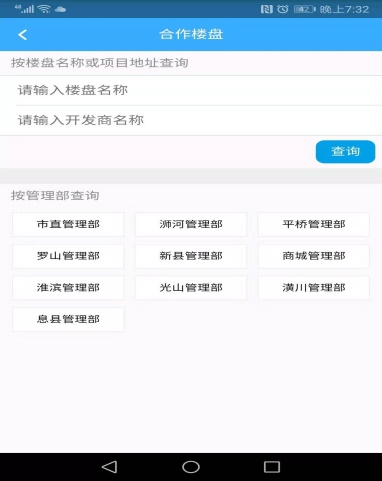 4G 42 晚上7:32
合作楼盘
按楼盘名称或项目地址查询
请输入楼盘名称
请输入开发商名称
查询
按管理部查询
市直管理部 浉河管理部 平桥管理部
罗山管理部 新县管理部 商城管理部
淮滨管理部 光山管理部 潢川管理部
息县管理部